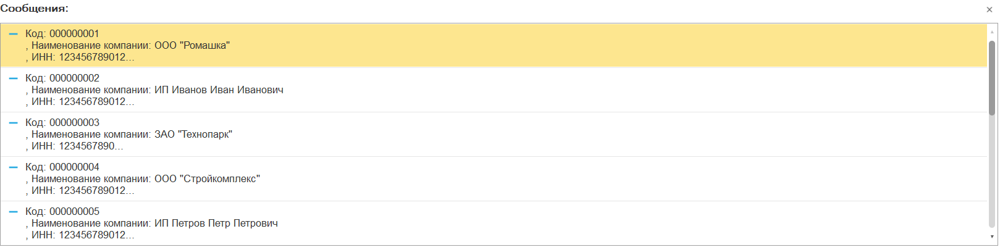 Сообщения:
Код: 000000001
, Наименование компании: ООО "Ромашка"
, ИНН: 123456789012...
Код: 000000002
, Наименование компании: ИП Иванов Иван Иванович
, ИНН: 123456789012...
Код: 000000003
, Наименование компании: ЗАО "Технопарк"
, ИНН: 1234567890...
Код: 000000004
, Наименование компании: ООО "Стройкомплекс"
, ИНН: 123456789012...
Код: 000000005
, Наименование компании: ИП Петров Петр Петрович
, ИНН: 123456789012...